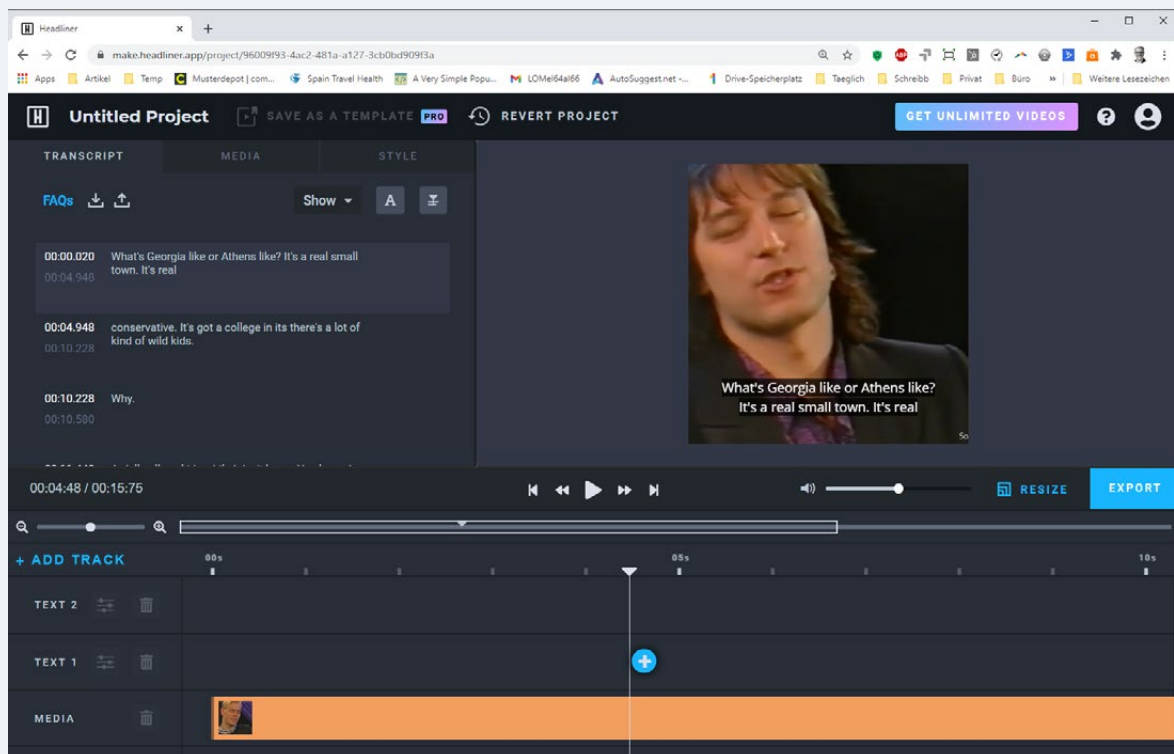 Headliner
make.headliner.app/project/96009f93-4ac2-481a-a127-3cb0bd909f3a
Apps Artikel Temp Musterdepot | com... Spain Travel Health A Very Simple Popu... LOMel64al66 AutoSuggest.net -... Drive-Speicherplatz Taeglich Schreibb Privat Büro » Weitere Lesezeichen
Untitled Project SAVE AS A TEMPLATE PRO REVERT PROJECT GET UNLIMITED VIDEOS ?
TRANSCRIPT MEDIA STYLE
FAQs Show A
00:00.020 What's Georgia like or Athens like? It's a real small
00:04.948 town. It's real
00:04.948 conservative. It's got a college in its there's a lot of
00:10.228 kind of wild kids.
00:10.228 Why.
00:10.580
What's Georgia like or Athens like?
It's a real small town. It's real
So
00:04:48 / 00:15:75 RESIZE EXPORT
+ ADD TRACK 00s 05s 10s
TEXT 2
TEXT 1
MEDIA